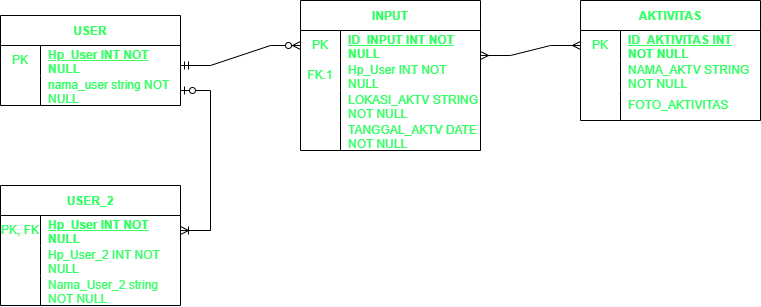 USER
PK
Hp_User INT NOT
NULL
nama_user string NOT
NULL
INPUT
PK
ID_INPUT INT NOT
NULL
FK.1
Hp_User INT NOT
NULL
LOKASI_AKTV STRING
NOT NULL
TANGGAL_AKTV DATE
NOT NULL
AKTIVITAS
PK
ID_AKTIVITAS INT
NOT NULL
NAMA_AKTV STRING
NOT NULL
FOTO_AKTIVITAS
USER_2
PK, FK
Hp_User INT NOT
NULL
Hp_User_2 INT NOT
NULL
Nama_User_2 string
NOT NULL